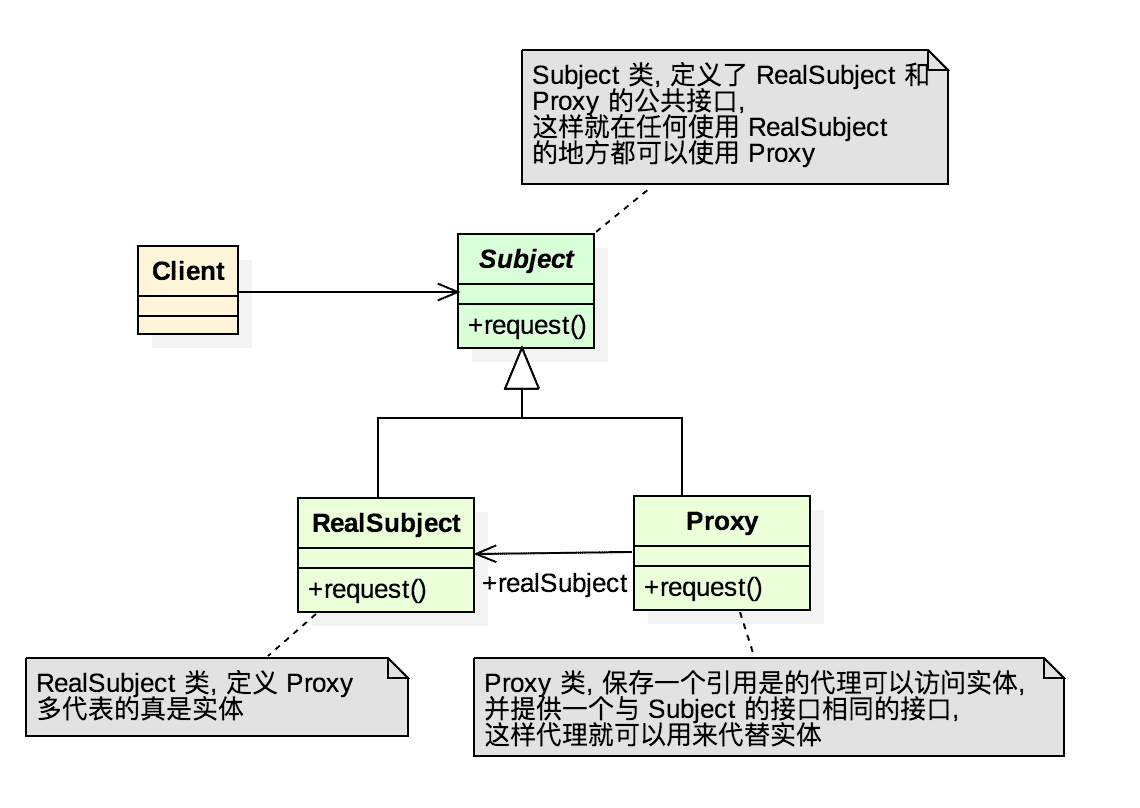 Subject 类, 定义了 RealSubject 和
Proxy 的公共接口,
这样就在任何使用 RealSubject
的地方都可以使用 Proxy
Client
Subject
+request()
RealSubject
+request()
+realSubject
Proxy
+request()
RealSubject 类, 定义 Proxy
多代表的真是实体
Proxy 类, 保存一个引用是的代理可以访问实体,
并提供一个与 Subject 的接口相同的接口,
这样代理就可以用来代替实体